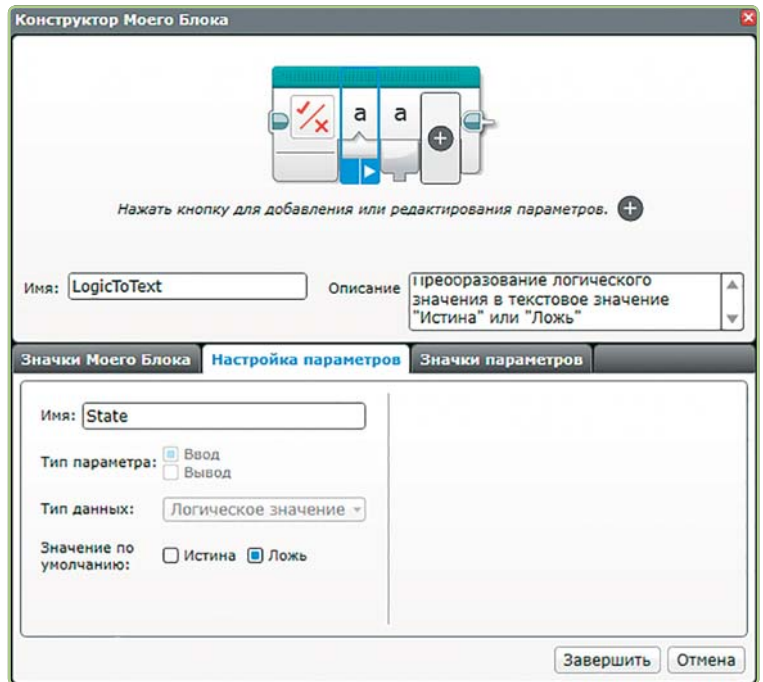 Конструктор Моего Блока
a a
Нажать кнопку для добавления или редактирования параметров.
Имя: LogicToText
Описание
Преобразование логического
значения в текстовое значение
"Истина" или "Ложь"
Значки Моего Блока Настройка параметров Значки параметров
Имя: State
Тип параметра: Ввод
Вывод
Тип данных: Логическое значение
Значение по
умолчанию:
Истина Ложь
Завершить Отмена